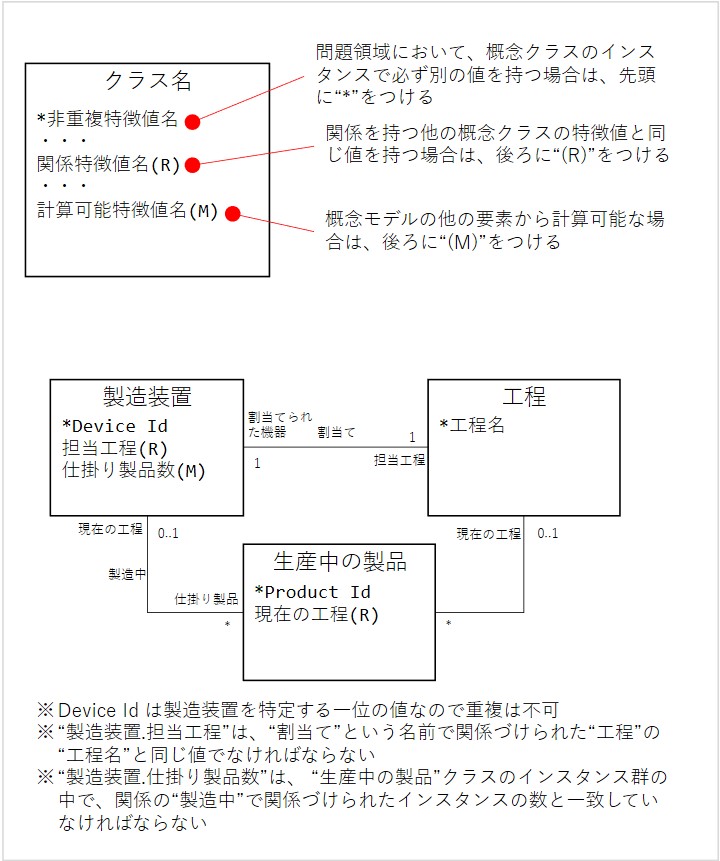 クラス名
*非重複特徴値名
・・・
関係特徴値名(R)
・・・
計算可能特徴値名(M)
問題領域において、概念クラスのインス
タンスで必ず別の値を持つ場合は、先頭
に“*”をつける
関係を持つ他の概念クラスの特徴値と同
じ値を持つ場合は、後ろに“(R)”をつける
概念モデルの他の要素から計算可能な場
合は、後ろに“(M)”をつける
製造装置
*Device Id
担当工程(R)
仕掛り製品数(M)
割当てられ
た機器
割当て
1
1
担当工程
工程
*工程名
現在の工程
0..1
製造中
仕掛り製品
*
生産中の製品
*Product Id
現在の工程(R)
現在の工程
0..1
*
※Device Id は製造装置を特定する一位の値なので重複は不可
※“製造装置.担当工程”は、“割当て”という名前で関係づけられた“工程”の
“工程名”と同じ値でなければならない
※“製造装置.仕掛り製品数”は、 “生産中の製品”クラスのインスタンス群の
中で、関係の“製造中”で関係づけられたインスタンスの数と一致してい
なければならない